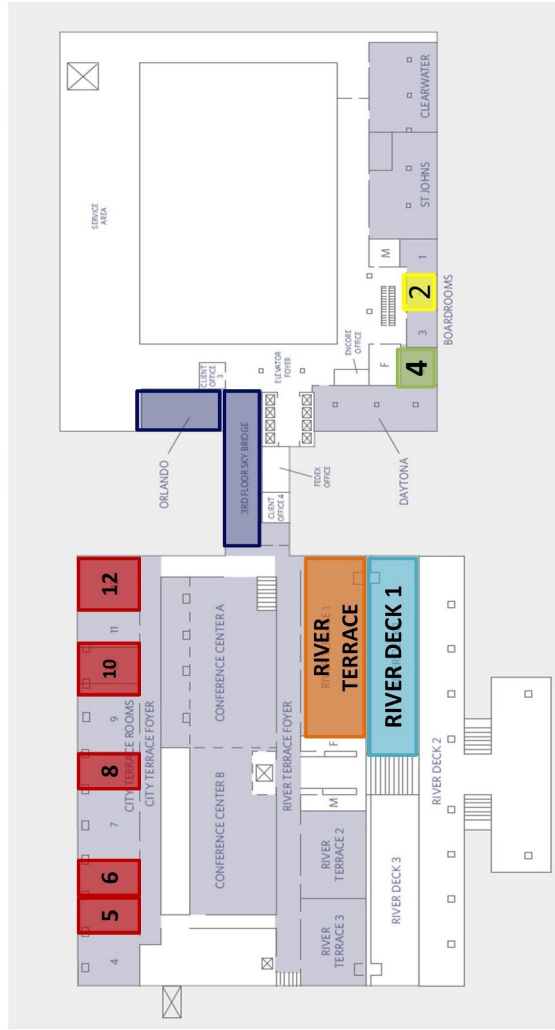 SERVICE
AREA
CLEARWATER
ST JOHNS
M
1
2
3
BOARDROOMS
F
4
ENCORE
OFFICE
CLIENT
OFFICE
3
ELEVATOR
FOYER
ORLANDO
3RD FLOOR SKY BRIDGE
CLIENT
OFFICE 4
FEDEX
OFFICE
DAYTONA
12
11
10
9
8
7
6
5
4
CITY TERRACE ROOMS
CITY TERRACE FOYER
CONFERENCE CENTER A
CONFERENCE CENTER B
RIVER TERRACE FOYER
RIVER
TERRACE
RIVER DECK 1
F
M
RIVER
TERRACE 2
RIVER
TERRACE 3
RIVER DECK 3
RIVER DECK 2